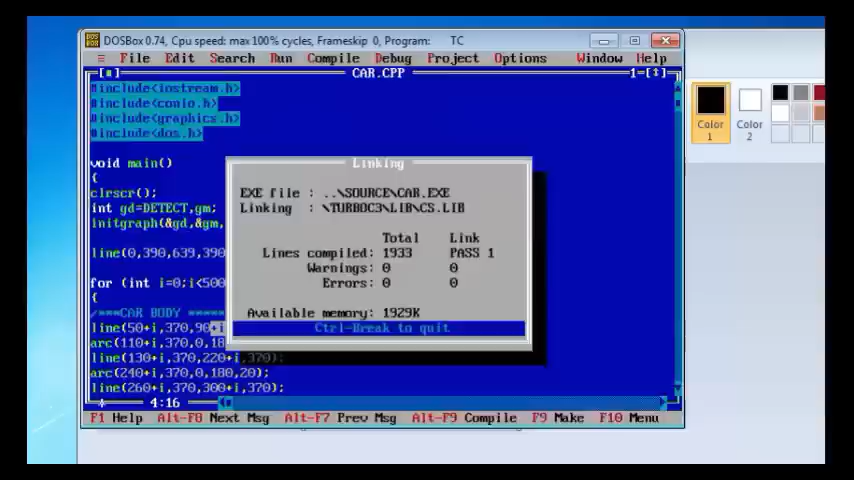 DOSBox 0.74, Cpu speed: max 100% cycles, Frameskip 0, Program: TC
≡ File Edit Search Run Compile Debug Project Options Window Help
[■] CAR.CPP 1=[↕]
#include<iostream.h>
#include<conio.h>
#include<graphics.h>
#include<dos.h>
void main()
{
clrscr();
int gd=DETECT,gm;
initgraph(&gd,&gm,
line(0,390,639,390
for (int i=0;i<500
{
/***CAR BODY *****
line(50+i,370,90+i
arc(110+i,370,0,18
line(130+i,370,220+i,370);
arc(240+i,370,0,180,20);
line(260+i,370,300+i,370);
4:16
Linking
EXE file : ..\SOURCE\CAR.EXE
Linking : \TURBOC3\LIB\CS.LIB
Total Link
Lines compiled: 1933 PASS 1
Warnings: 0 0
Errors: 0 0
Available memory: 1929K
Ctrl-Break to quit
F1 Help Alt-F8 Next Msg Alt-F7 Prev Msg Alt-F9 Compile F9 Make F10 Menu
Color 1
Color 2